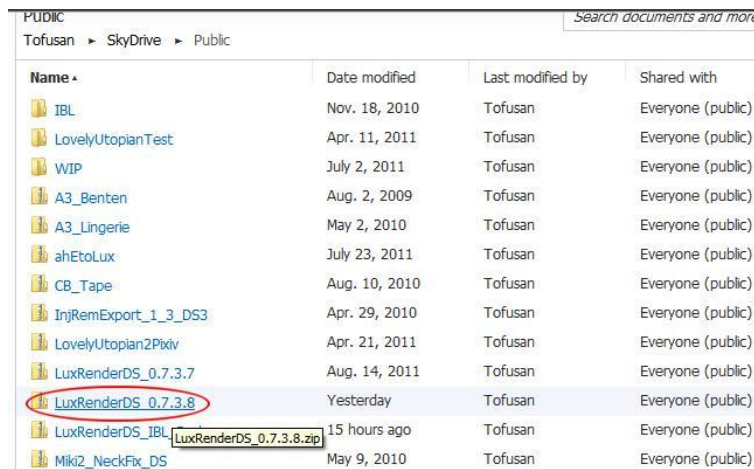 Public
Search documents and more
Tofusan ► SkyDrive ► Public
Name Date modified Last modified by Shared with
IBL Nov. 18, 2010 Tofusan Everyone (public)
LovelyUtopianTest Apr. 11, 2011 Tofusan Everyone (public)
WIP July 2, 2011 Tofusan Everyone (public)
A3_Benten Aug. 2, 2009 Tofusan Everyone (public)
A3_Lingerie May 2, 2010 Tofusan Everyone (public)
ahEtoLux July 23, 2011 Tofusan Everyone (public)
CB_Tape Aug. 10, 2010 Tofusan Everyone (public)
InjRemExport_1_3_DS3 Apr. 29, 2010 Tofusan Everyone (public)
LovelyUtopian2Pixiv Apr. 21, 2011 Tofusan Everyone (public)
LuxRenderDS_0.7.3.7 Aug. 14, 2011 Tofusan Everyone (public)
LuxRenderDS_0.7.3.8 Yesterday Tofusan Everyone (public)
LuxRenderDS_IBL 15 hours ago Tofusan Everyone (public)
LuxRenderDS_0.7.3.8.zip
Miki2_NeckFix_DS May 9, 2010 Tofusan Everyone (public)